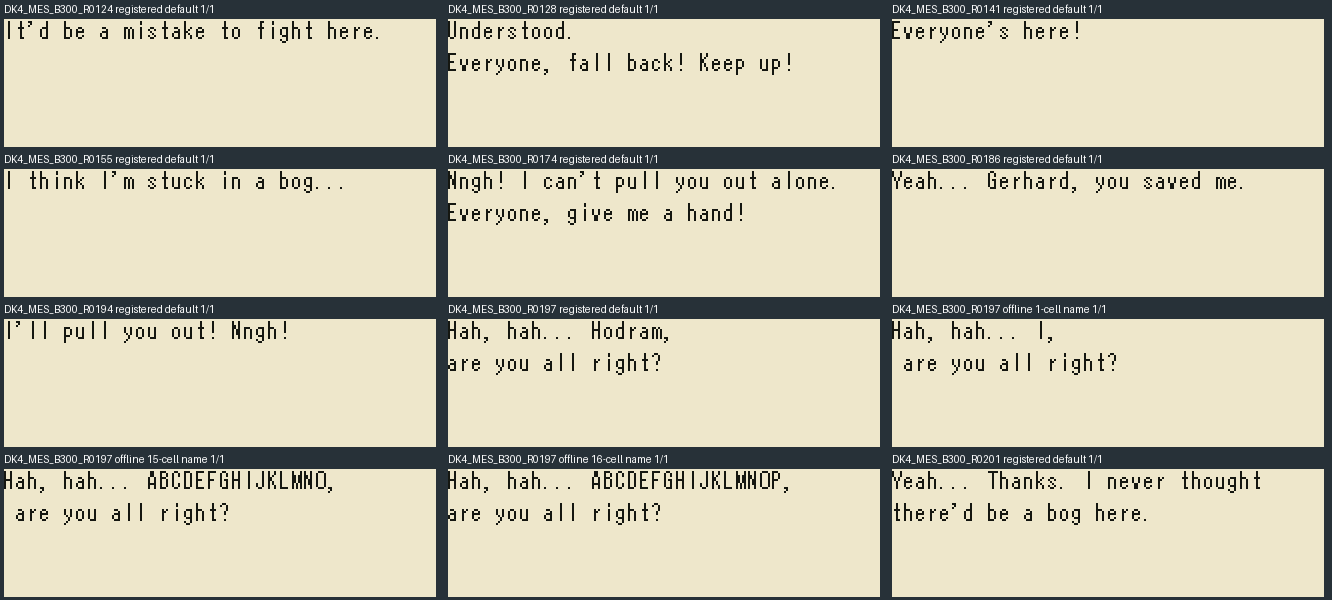 DK4_MES_B300_R0124 registered default 1/1
It'd be a mistake to fight here.
DK4_MES_B300_R0128 registered default 1/1
Understood.
Everyone, fall back! Keep up!
DK4_MES_B300_R0141 registered default 1/1
Everyone's here!
DK4_MES_B300_R0155 registered default 1/1
I think I'm stuck in a bog...
DK4_MES_B300_R0174 registered default 1/1
Nngh! I can't pull you out alone.
Everyone, give me a hand!
DK4_MES_B300_R0186 registered default 1/1
Yeah... Gerhard, you saved me.
DK4_MES_B300_R0194 registered default 1/1
I'll pull you out! Nngh!
DK4_MES_B300_R0197 registered default 1/1
Hah, hah... Hodram,
are you all right?
DK4_MES_B300_R0197 offline 1-cell name 1/1
Hah, hah... I,
are you all right?
DK4_MES_B300_R0197 offline 15-cell name 1/1
Hah, hah... ABCDEFGHIJKLMNO,
are you all right?
DK4_MES_B300_R0197 offline 16-cell name 1/1
Hah, hah... ABCDEFGHIJKLMNOP,
are you all right?
DK4_MES_B300_R0201 registered default 1/1
Yeah... Thanks. I never thought
there'd be a bog here.